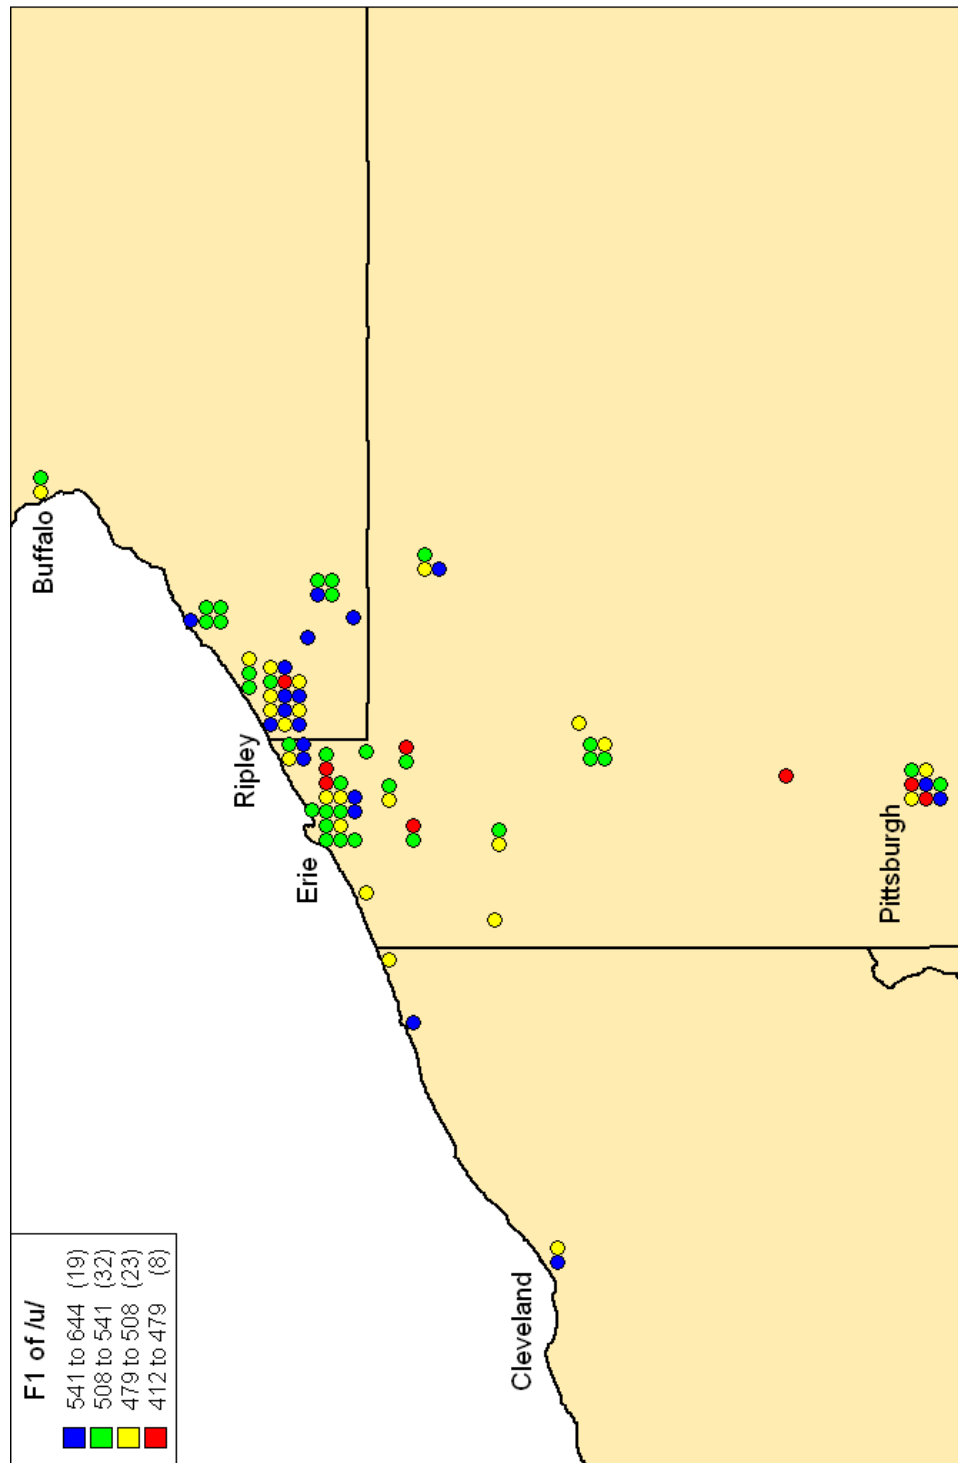 F1 of /u/
541 to 644 (19)
508 to 541 (32)
479 to 508 (23)
412 to 479 (8)
Buffalo
Ripley
Erie
Cleveland
Pittsburgh